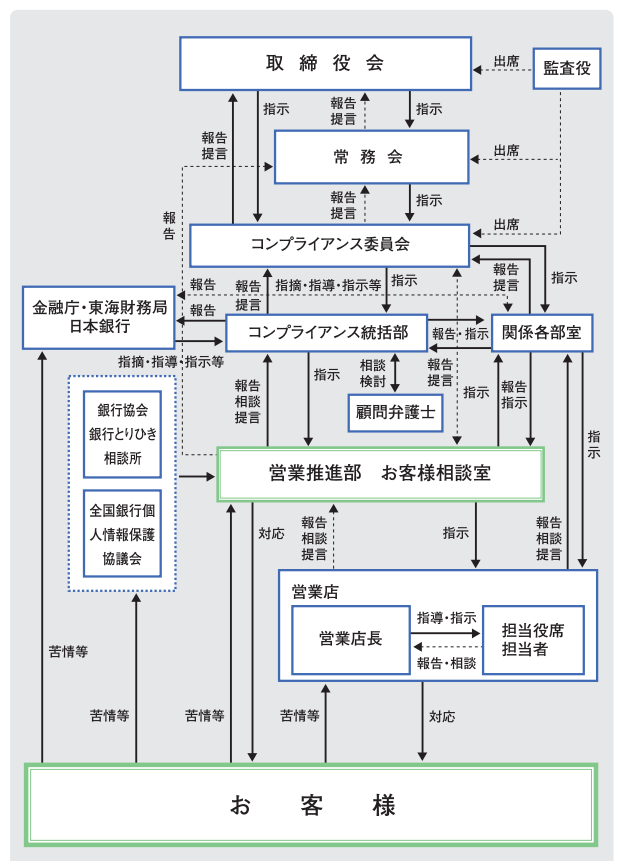 取締役会
出席
監査役
報告
提言
指示
報告
提言
指示
常務会
出席
報告
報告
提言
指示
出席
コンプライアンス委員会
報告
報告
提言
指摘・指導・指示等
指示
報告
提言
指示
金融庁・東海財務局
日本銀行
報告
コンプライアンス統括部
報告・指示
関係各部室
指摘・指導・指示等
報告
相談
提言
指示
相談
検討
報告
提言
指示
報告
指示
指示
顧問弁護士
銀行協会
銀行とりひき
相談所
全国銀行個
人情報保護
協議会
営業推進部 お客様相談室
対応
報告
相談
提言
指示
報告
相談
提言
営業店
営業店長
指導・指示
報告・相談
担当役席
担当者
苦情等
苦情等
苦情等
苦情等
対応
お客様